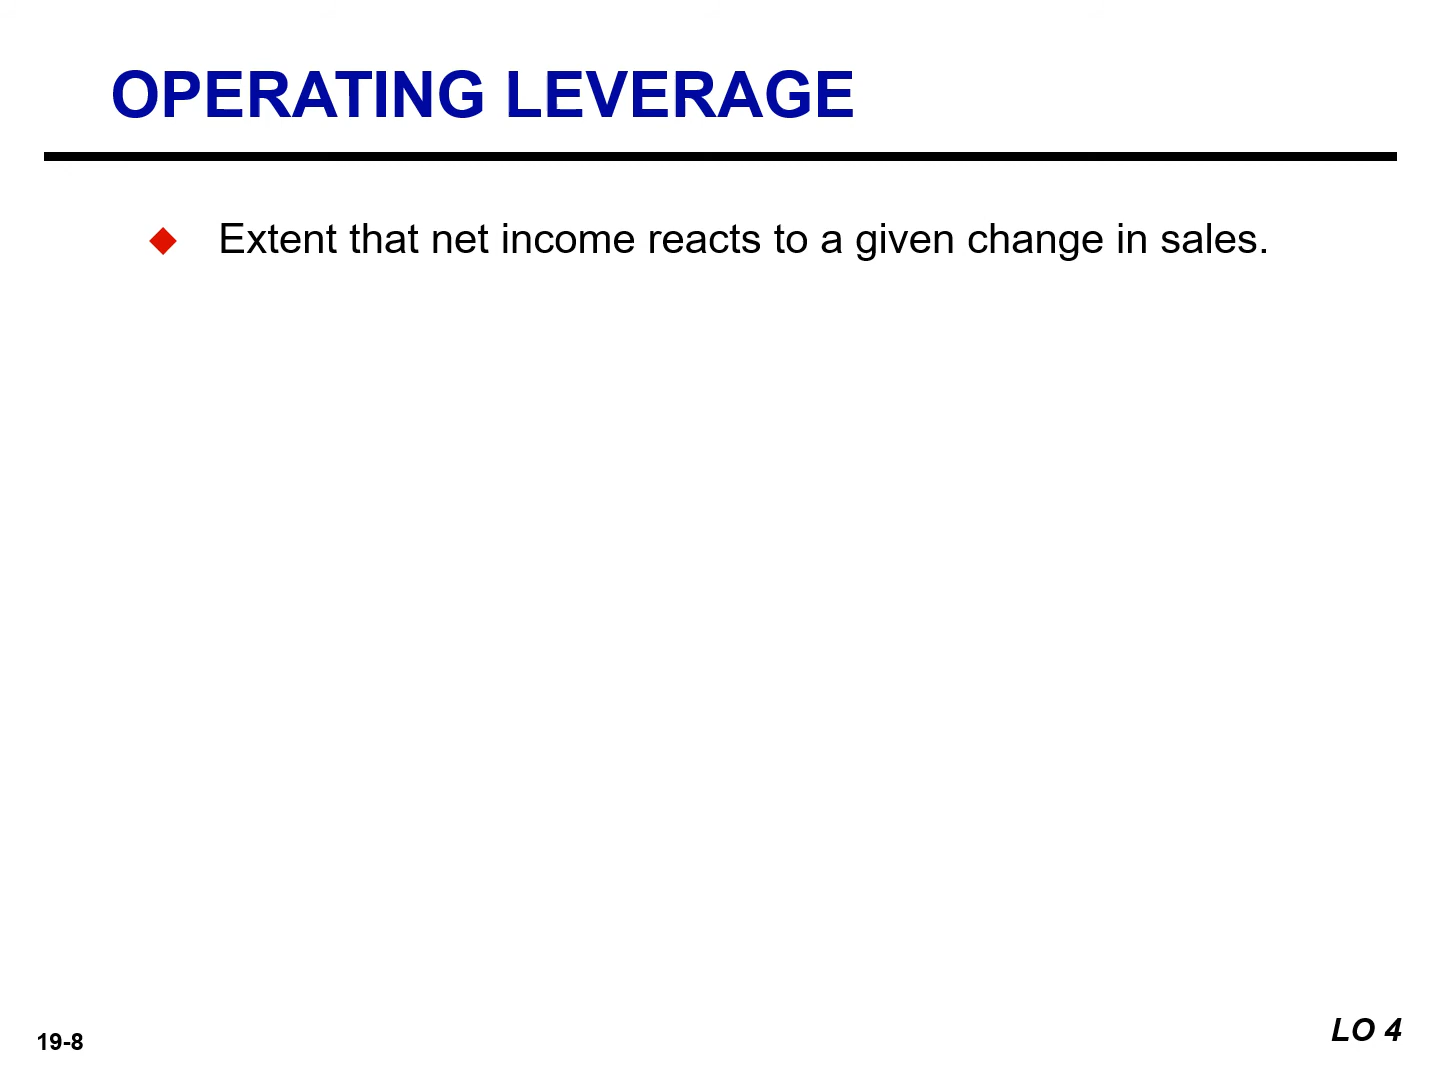 OPERATING LEVERAGE
Extent that net income reacts to a given change in sales.
19-8
LO 4